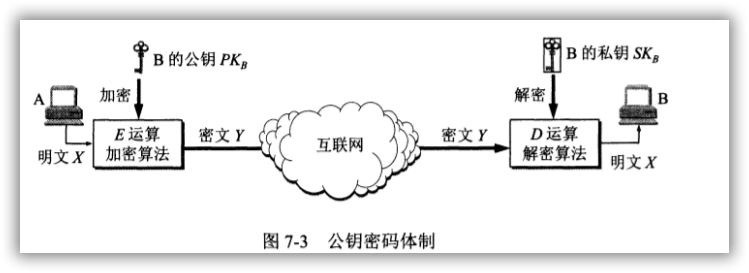 B 的公钥 PK_B
B 的私钥 SK_B
A
加密
解密
B
E 运算
加密算法
密文 Y
互联网
密文 Y
D 运算
解密算法
明文 X
明文 X
图 7-3 公钥密码体制